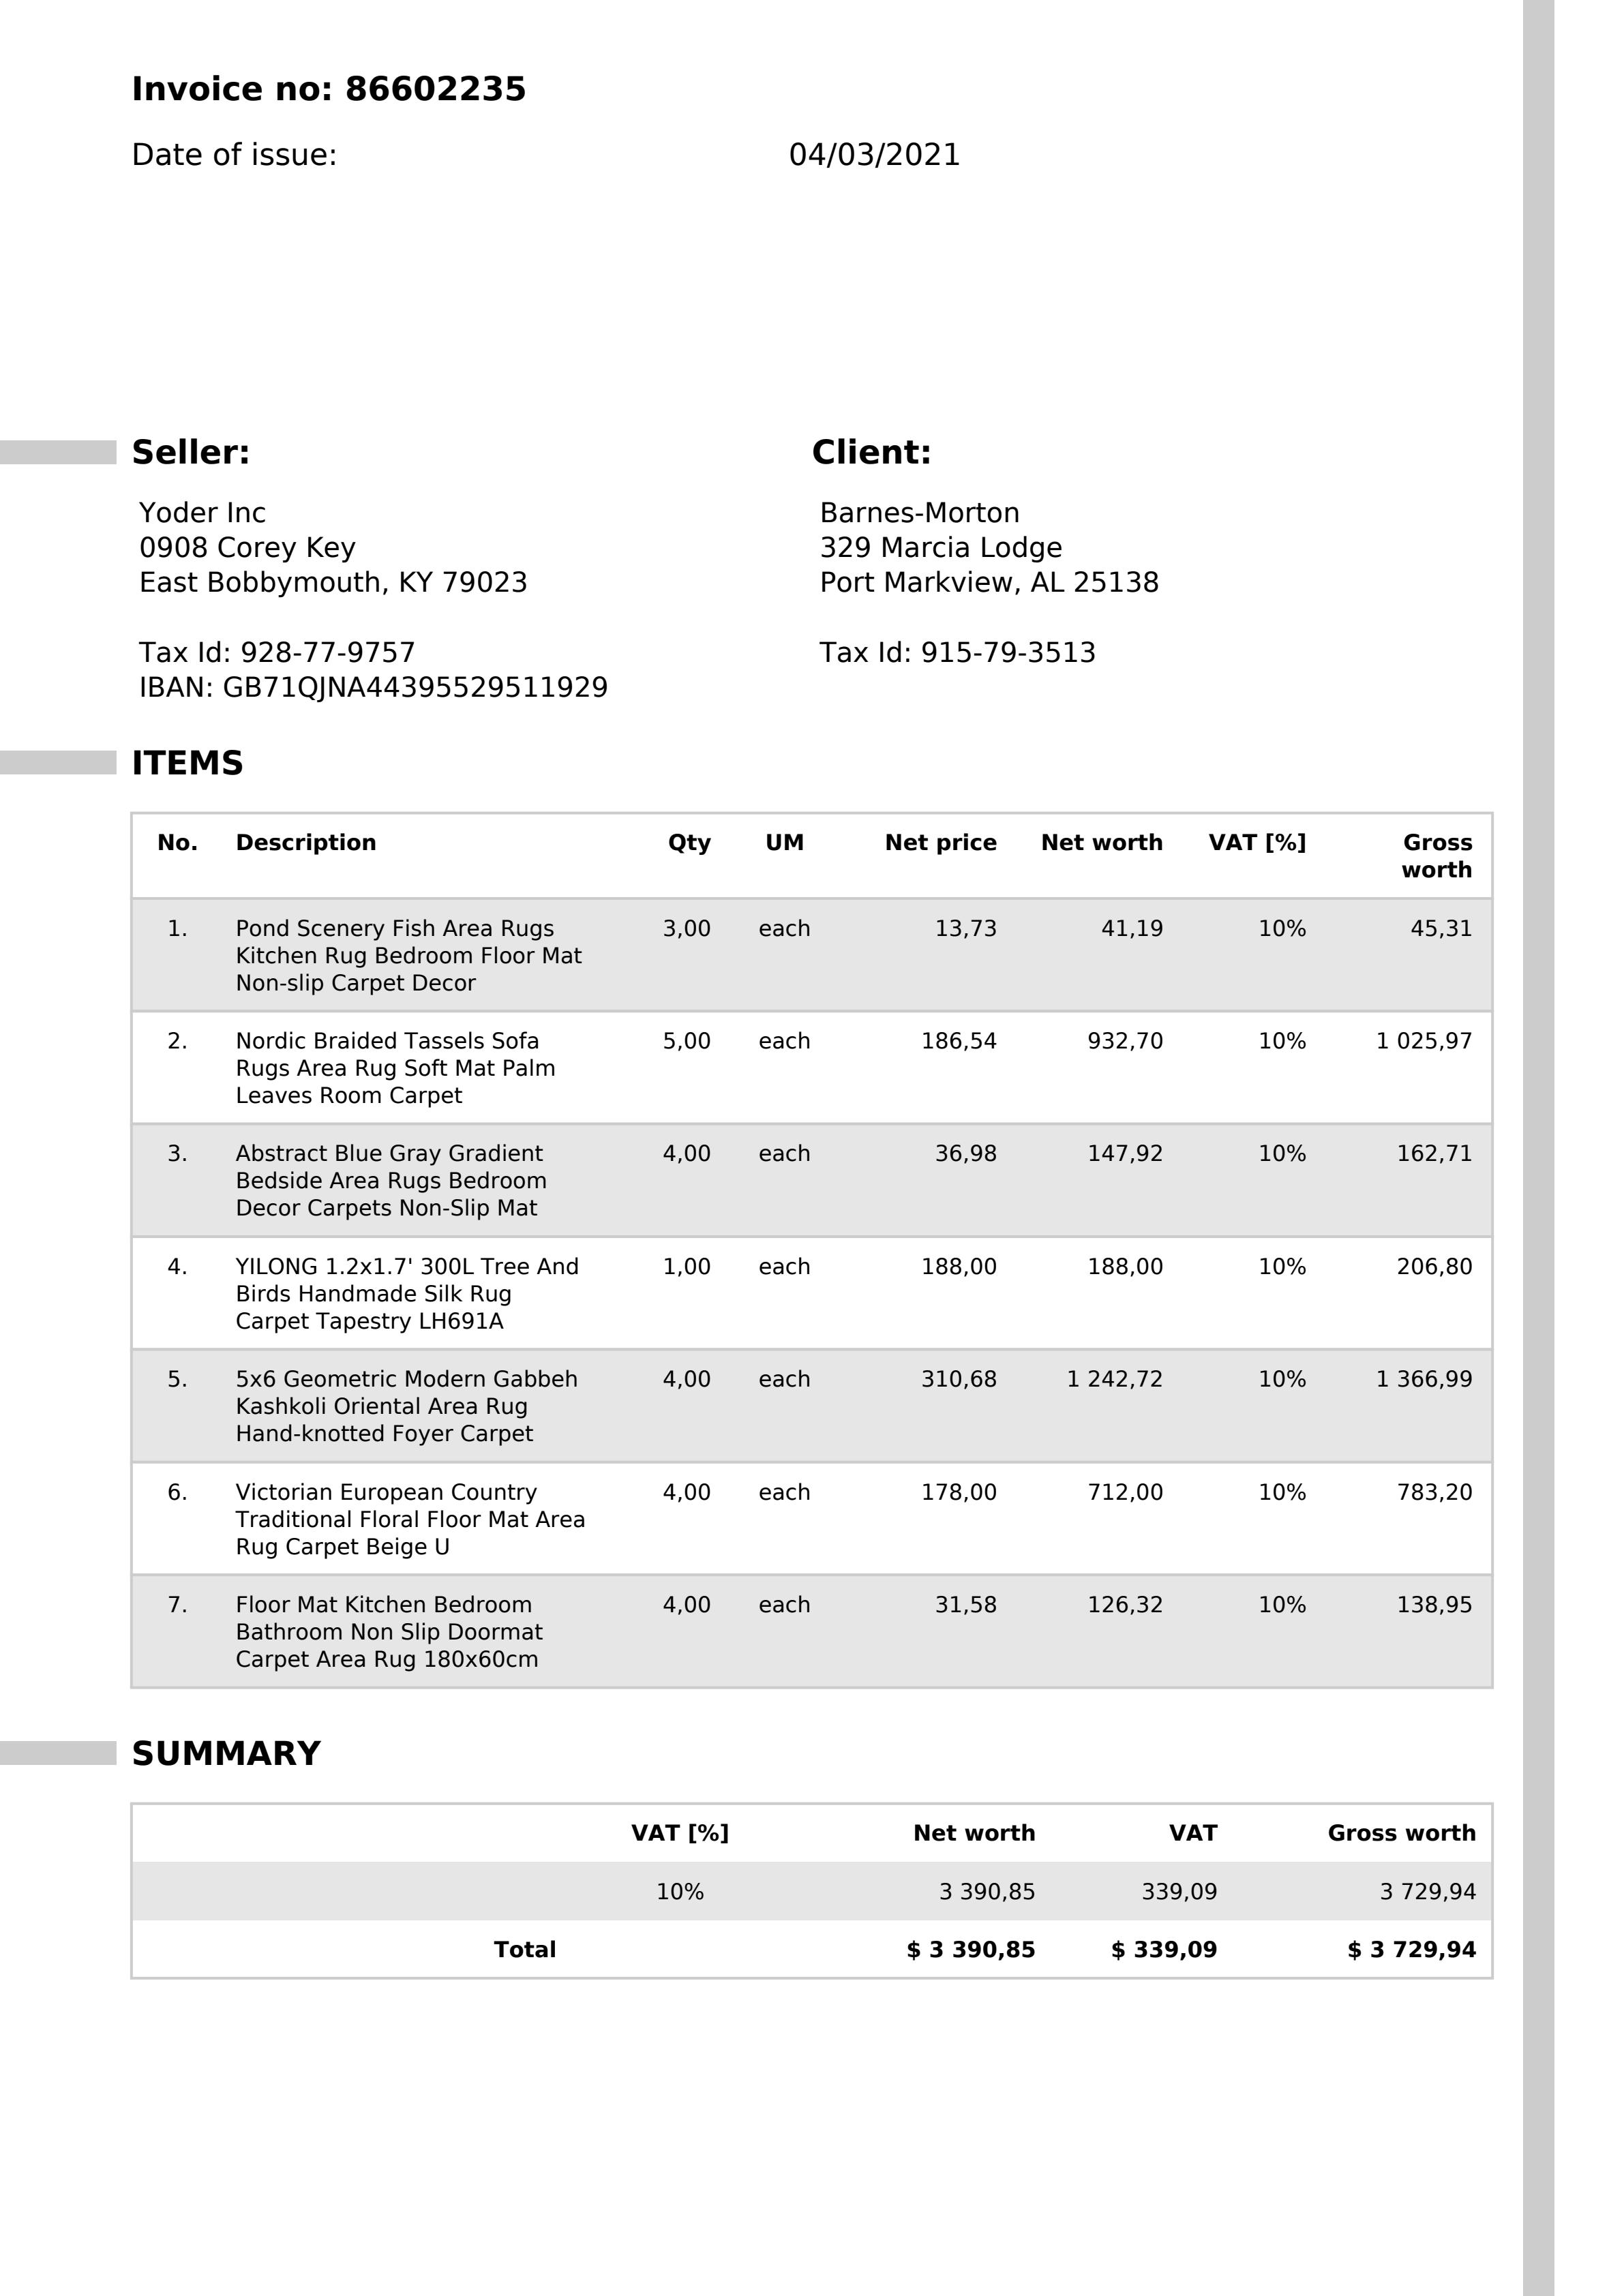 Invoice no: 86602235
Date of issue: 04/03/2021
Seller:
Yoder Inc
0908 Corey Key
East Bobbymouth, KY 79023
Tax Id: 928-77-9757
IBAN: GB71QJNA44395529511929
Client:
Barnes-Morton
329 Marcia Lodge
Port Markview, AL 25138
Tax Id: 915-79-3513
ITEMS
No. Description Qty UM Net price Net worth VAT [%] Gross
worth
1. Pond Scenery Fish Area Rugs 3,00 each 13,73 41,19 10% 45,31
Kitchen Rug Bedroom Floor Mat
Non-slip Carpet Decor
2. Nordic Braided Tassels Sofa 5,00 each 186,54 932,70 10% 1 025,97
Rugs Area Rug Soft Mat Palm
Leaves Room Carpet
3. Abstract Blue Gray Gradient 4,00 each 36,98 147,92 10% 162,71
Bedside Area Rugs Bedroom
Decor Carpets Non-Slip Mat
4. YILONG 1.2x1.7' 300L Tree And 1,00 each 188,00 188,00 10% 206,80
Birds Handmade Silk Rug
Carpet Tapestry LH691A
5. 5x6 Geometric Modern Gabbeh 4,00 each 310,68 1 242,72 10% 1 366,99
Kashkoli Oriental Area Rug
Hand-knotted Foyer Carpet
6. Victorian European Country 4,00 each 178,00 712,00 10% 783,20
Traditional Floral Floor Mat Area
Rug Carpet Beige U
7. Floor Mat Kitchen Bedroom 4,00 each 31,58 126,32 10% 138,95
Bathroom Non Slip Doormat
Carpet Area Rug 180x60cm
SUMMARY
VAT [%] Net worth VAT Gross worth
10% 3 390,85 339,09 3 729,94
Total $ 3 390,85 $ 339,09 $ 3 729,94